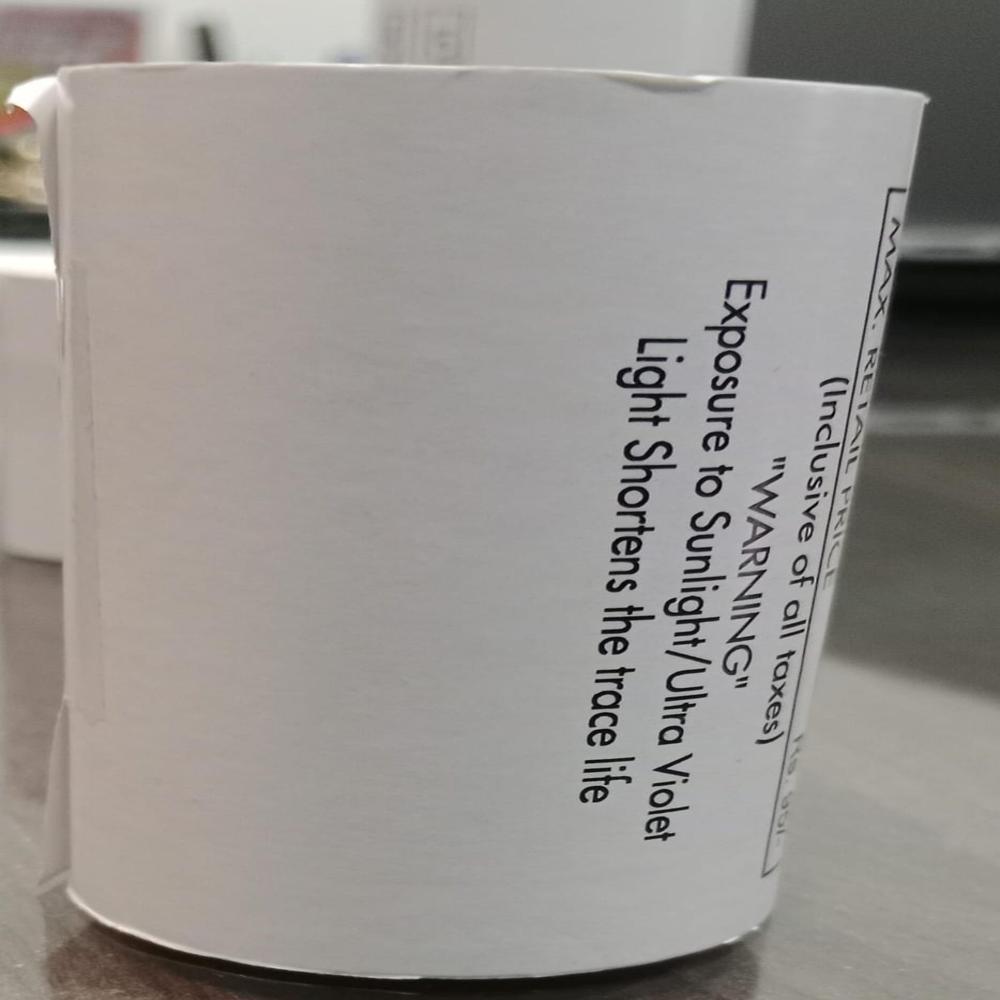 MAX. RETAIL PRICE
(Inclusive of all taxes)
"WARNING"
Exposure to Sunlight/Ultra Violet
Light Shortens the trace life